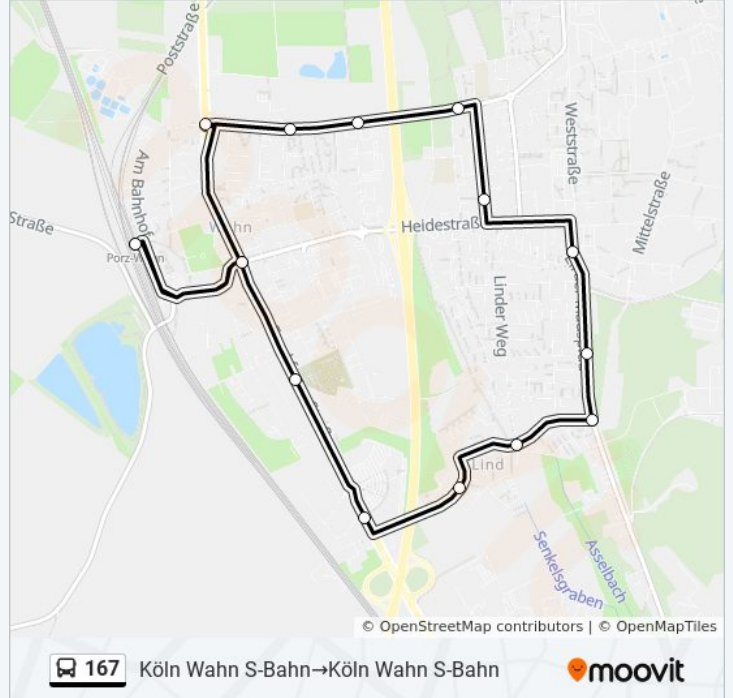 Poststraße
Am Bahnhof
Weststraße
Mittelstraße
Straße
Wahn
Heidestraß
Porz-Wahn
Linder Weg
Lind
Senkelsgraben
Asselbach
© OpenStreetMap contributors | © OpenMapTiles
167 Köln Wahn S-Bahn→Köln Wahn S-Bahn
moovit